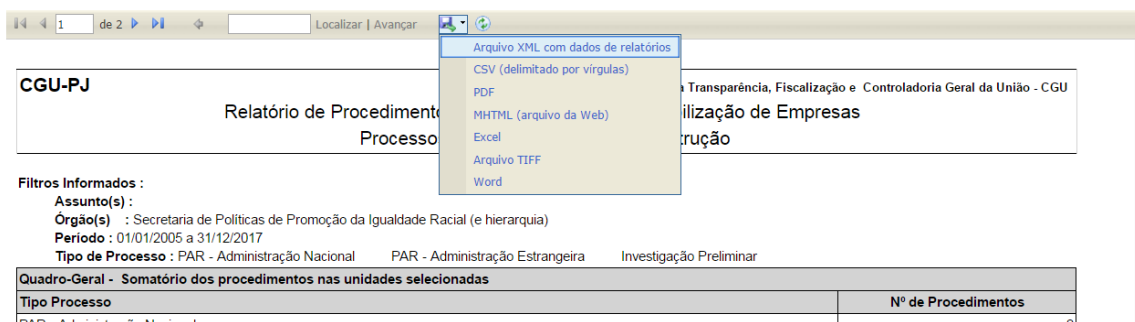 1 de 2 Localizar | Avançar
Arquivo XML com dados de relatórios
CSV (delimitado por vírgulas)
PDF
MHTML (arquivo da Web)
Excel
Arquivo TIFF
Word
CGU-PJ Transparência, Fiscalização e Controladoria Geral da União - CGU
Relatório de Procediment ilização de Empresas
Processo rução
Filtros Informados :
Assunto(s) :
Órgão(s) : Secretaria de Políticas de Promoção da Igualdade Racial (e hierarquia)
Período : 01/01/2005 a 31/12/2017
Tipo de Processo : PAR - Administração Nacional PAR - Administração Estrangeira Investigação Preliminar
Quadro-Geral - Somatório dos procedimentos nas unidades selecionadas
Tipo Processo Nº de Procedimentos